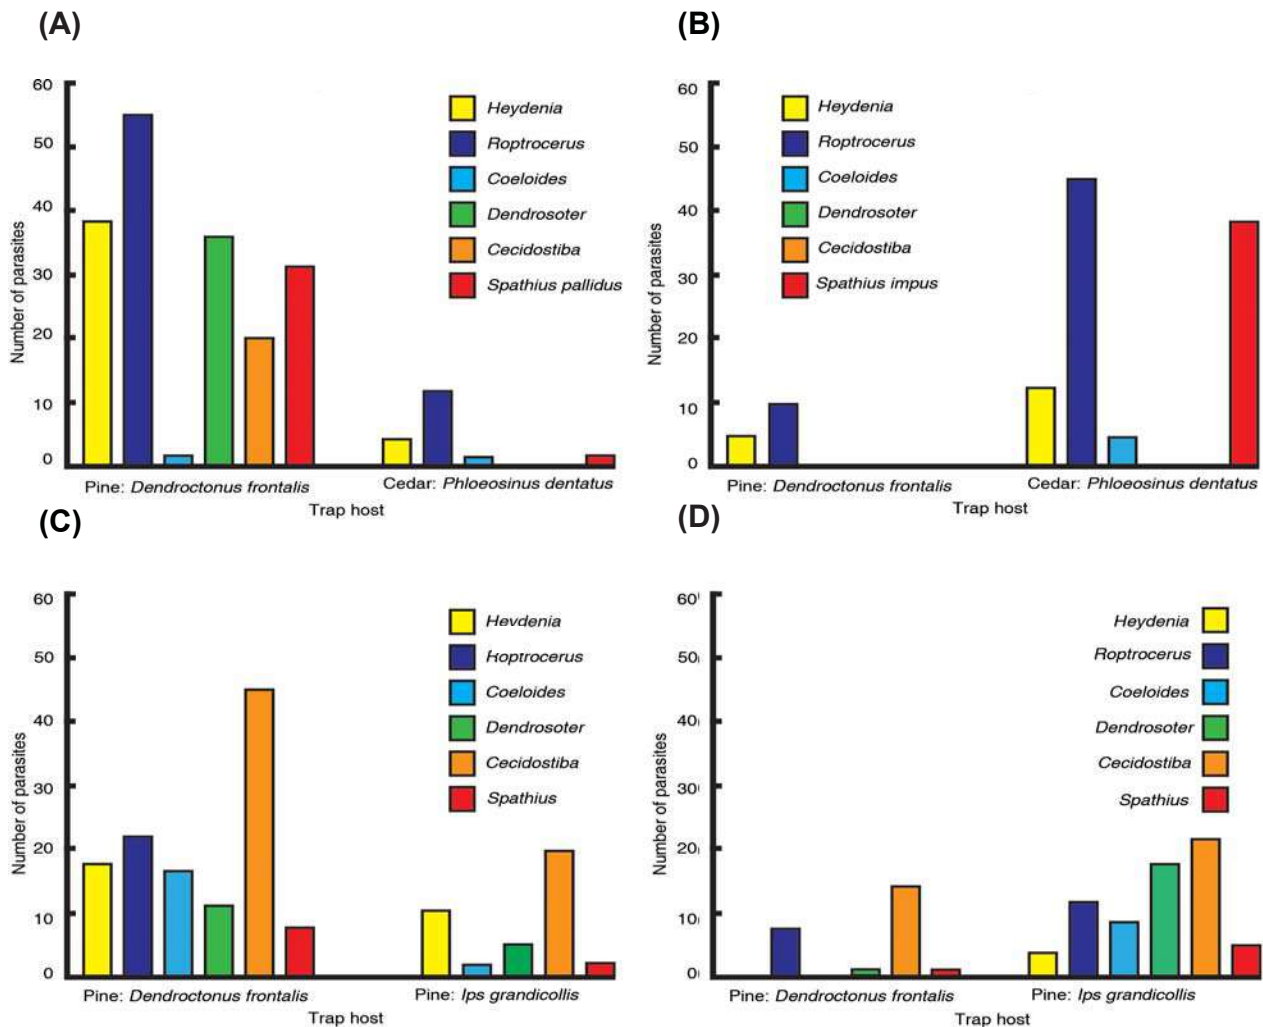 (A)
60
50
40
30
20
10
0
Number of parasites
Heydenia
Roptrocerus
Coeloides
Dendrosoter
Cecidostiba
Spathius pallidus
Pine: Dendroctonus frontalis
Cedar: Phloeosinus dentatus
Trap host
(B)
60
50
40
30
20
10
0
Number of parasites
Heydenia
Roptrocerus
Coeloides
Dendrosoter
Cecidostiba
Spathius impus
Pine: Dendroctonus frontalis
Cedar: Phloeosinus dentatus
Trap host
(C)
60
50
40
30
20
10
0
Number of parasites
Heydenia
Roptrocerus
Coeloides
Dendrosoter
Cecidostiba
Spathius
Pine: Dendroctonus frontalis
Pine: Ips grandicollis
Trap host
(D)
60
50
40
30
20
10
0
Number of parasites
Heydenia
Roptrocerus
Coeloides
Dendrosoter
Cecidostiba
Spathius
Pine: Dendroctonus frontalis
Pine: Ips grandicollis
Trap host